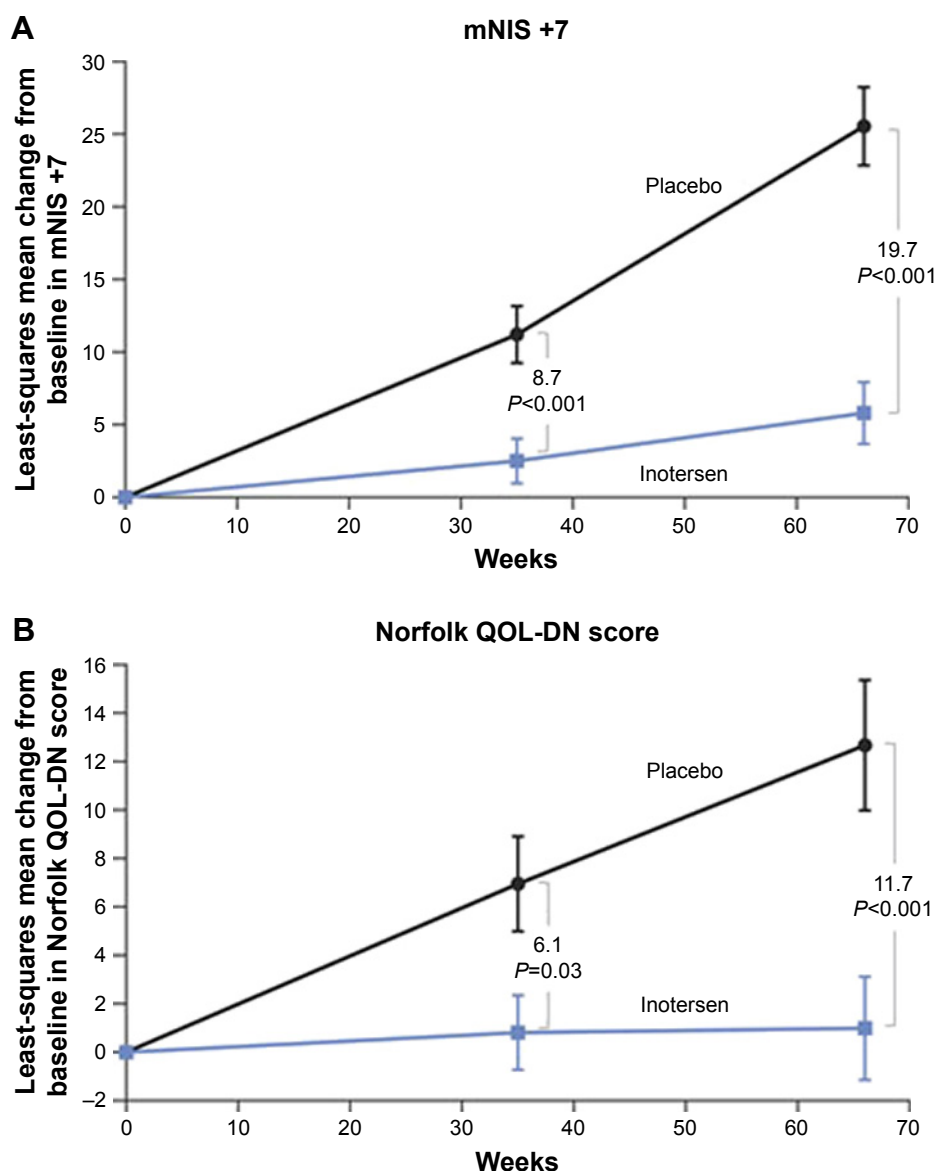 A
mNIS +7
Least-squares mean change from
baseline in mNIS +7
30
25
20
15
10
5
0
Placebo
19.7
P<0.001
8.7
P<0.001
Inotersen
0 10 20 30 40 50 60 70
Weeks
B
Norfolk QOL-DN score
Least-squares mean change from
baseline in Norfolk QOL-DN score
16
14
12
10
8
6
4
2
0
–2
Placebo
11.7
P<0.001
6.1
P=0.03
Inotersen
0 10 20 30 40 50 60 70
Weeks